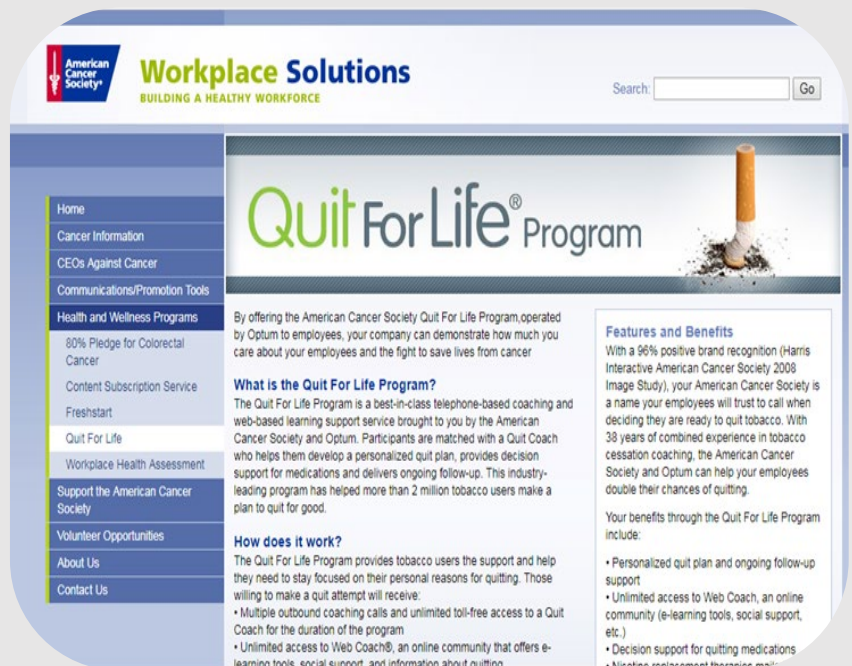 American
Cancer
Society®
Workplace Solutions
BUILDING A HEALTHY WORKFORCE
Search:
Go
Home
Cancer Information
CEOs Against Cancer
Communications/Promotion Tools
Health and Wellness Programs
80% Pledge for Colorectal
Cancer
Content Subscription Service
Freshstart
Quit For Life
Workplace Health Assessment
Support the American Cancer
Society
Volunteer Opportunities
About Us
Contact Us
Quit For Life® Program
By offering the American Cancer Society Quit For Life Program,operated
by Optum to employees, your company can demonstrate how much you
care about your employees and the fight to save lives from cancer
What is the Quit For Life Program?
The Quit For Life Program is a best-in-class telephone-based coaching and
web-based learning support service brought to you by the American
Cancer Society and Optum. Participants are matched with a Quit Coach
who helps them develop a personalized quit plan, provides decision
support for medications and delivers ongoing follow-up. This industry-
leading program has helped more than 2 million tobacco users make a
plan to quit for good.
How does it work?
The Quit For Life Program provides tobacco users the support and help
they need to stay focused on their personal reasons for quitting. Those
willing to make a quit attempt will receive:
• Multiple outbound coaching calls and unlimited toll-free access to a Quit
Coach for the duration of the program
• Unlimited access to Web Coach®, an online community that offers e-
learning tools, social support, and information about quitting
Features and Benefits
With a 96% positive brand recognition (Harris
Interactive American Cancer Society 2008
Image Study), your American Cancer Society is
a name your employees will trust to call when
deciding they are ready to quit tobacco. With
38 years of combined experience in tobacco
cessation coaching, the American Cancer
Society and Optum can help your employees
double their chances of quitting.
Your benefits through the Quit For Life Program
include:
• Personalized quit plan and ongoing follow-up
support
• Unlimited access to Web Coach, an online
community (e-learning tools, social support,
etc.)
• Decision support for quitting medications
• Nicotine replacement therapies